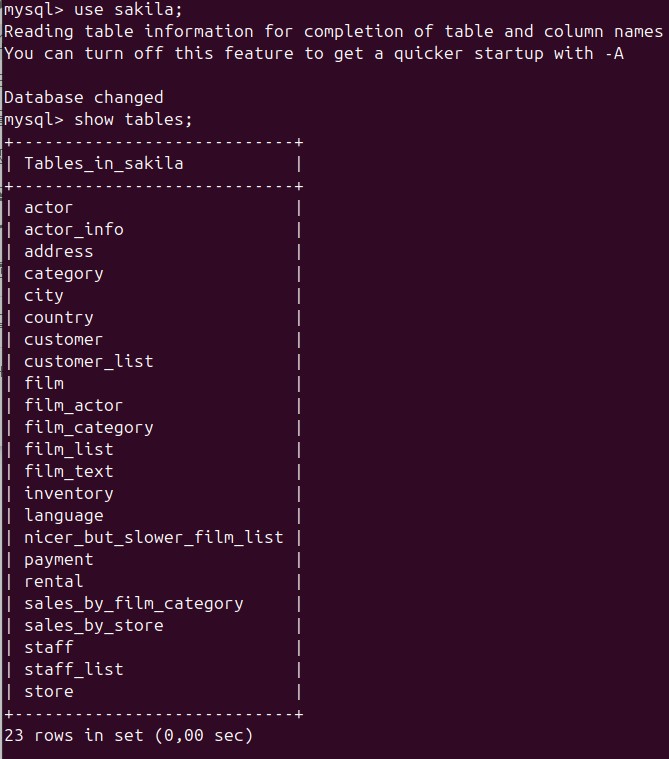 mysql> use sakila;
Reading table information for completion of table and column names
You can turn off this feature to get a quicker startup with -A

Database changed
mysql> show tables;
+----------------------------+
| Tables_in_sakila           |
+----------------------------+
| actor                      |
| actor_info                 |
| address                    |
| category                   |
| city                       |
| country                    |
| customer                   |
| customer_list              |
| film                       |
| film_actor                 |
| film_category              |
| film_list                  |
| film_text                  |
| inventory                  |
| language                   |
| nicer_but_slower_film_list |
| payment                    |
| rental                     |
| sales_by_film_category     |
| sales_by_store             |
| staff                      |
| staff_list                 |
| store                      |
+----------------------------+
23 rows in set (0,00 sec)